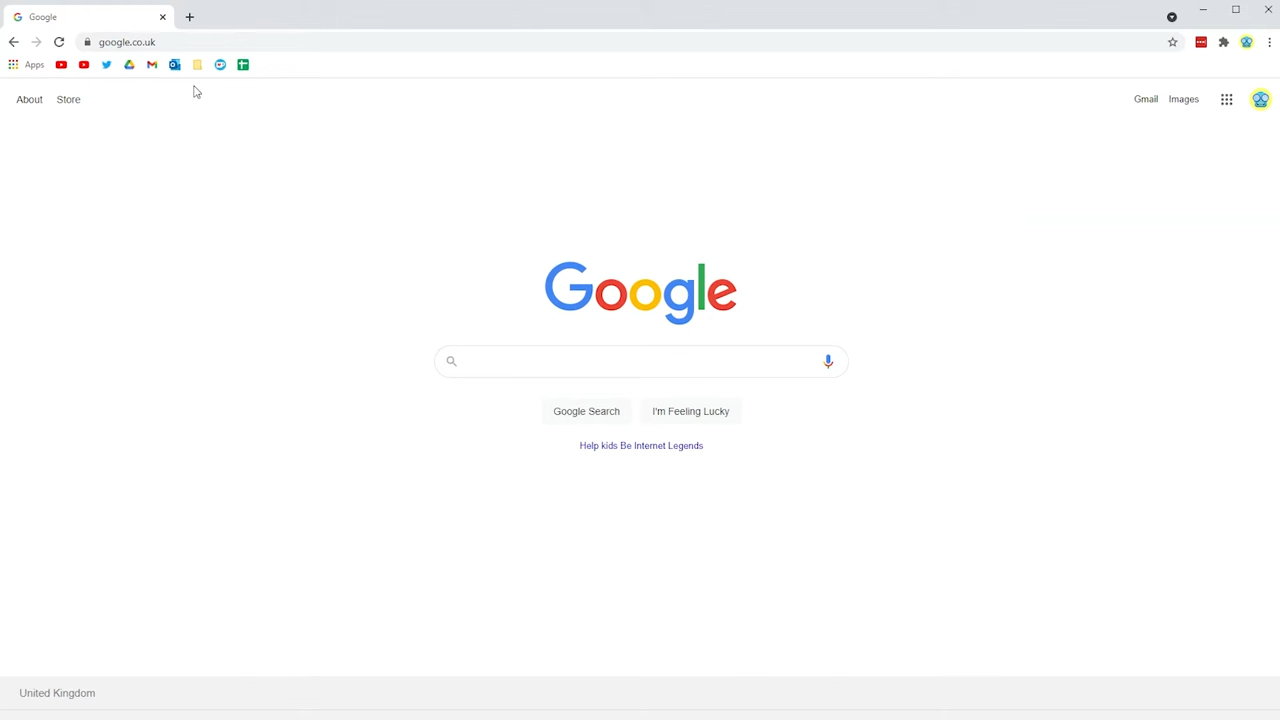 Google
google.co.uk
Apps
About Store
Gmail Images
Google
Google Search I'm Feeling Lucky
Help kids Be Internet Legends
United Kingdom